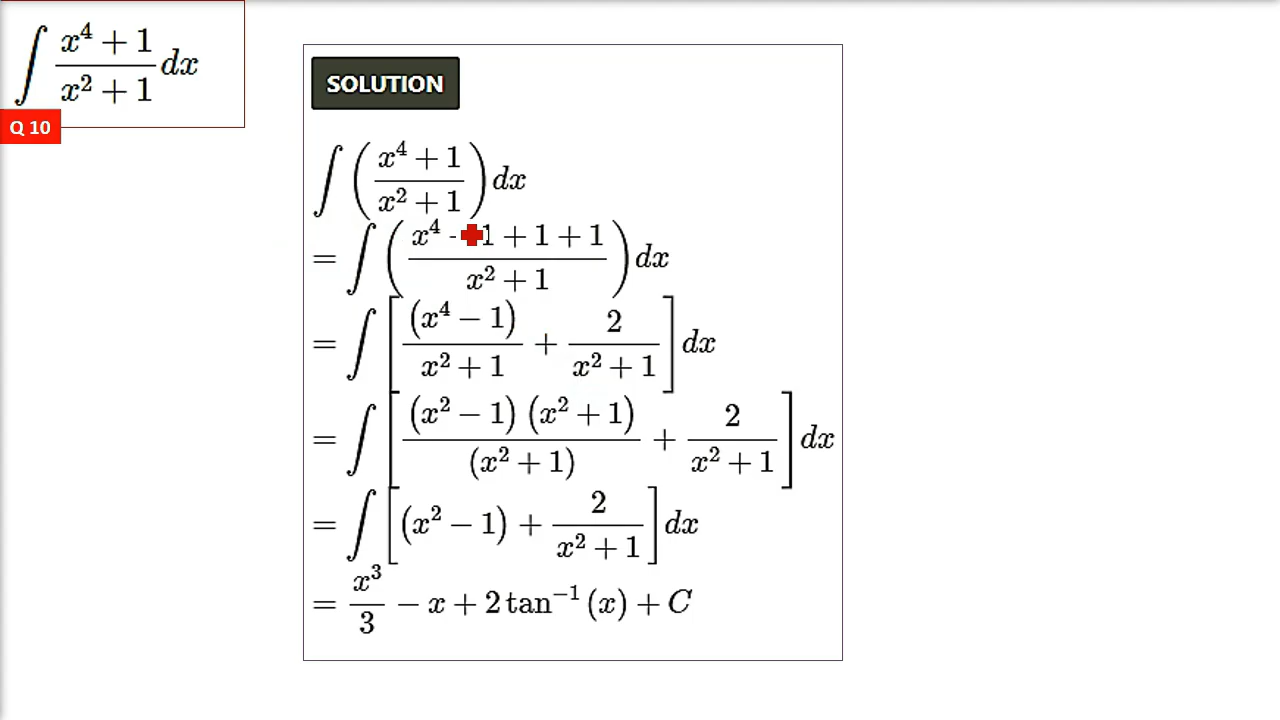 ∫ (x⁴ + 1)/(x² + 1) dx
Q 10
SOLUTION
∫ ((x⁴ + 1)/(x² + 1)) dx
= ∫ ((x⁴ - 1 + 1 + 1)/(x² + 1)) dx
= ∫ [(x⁴ − 1)/(x² + 1) + 2/(x² + 1)] dx
= ∫ [(x² − 1) (x² + 1)/(x² + 1) + 2/(x² + 1)] dx
= ∫ [(x² − 1) + 2/(x² + 1)] dx
= x³/3 − x + 2 tan⁻¹ (x) + C